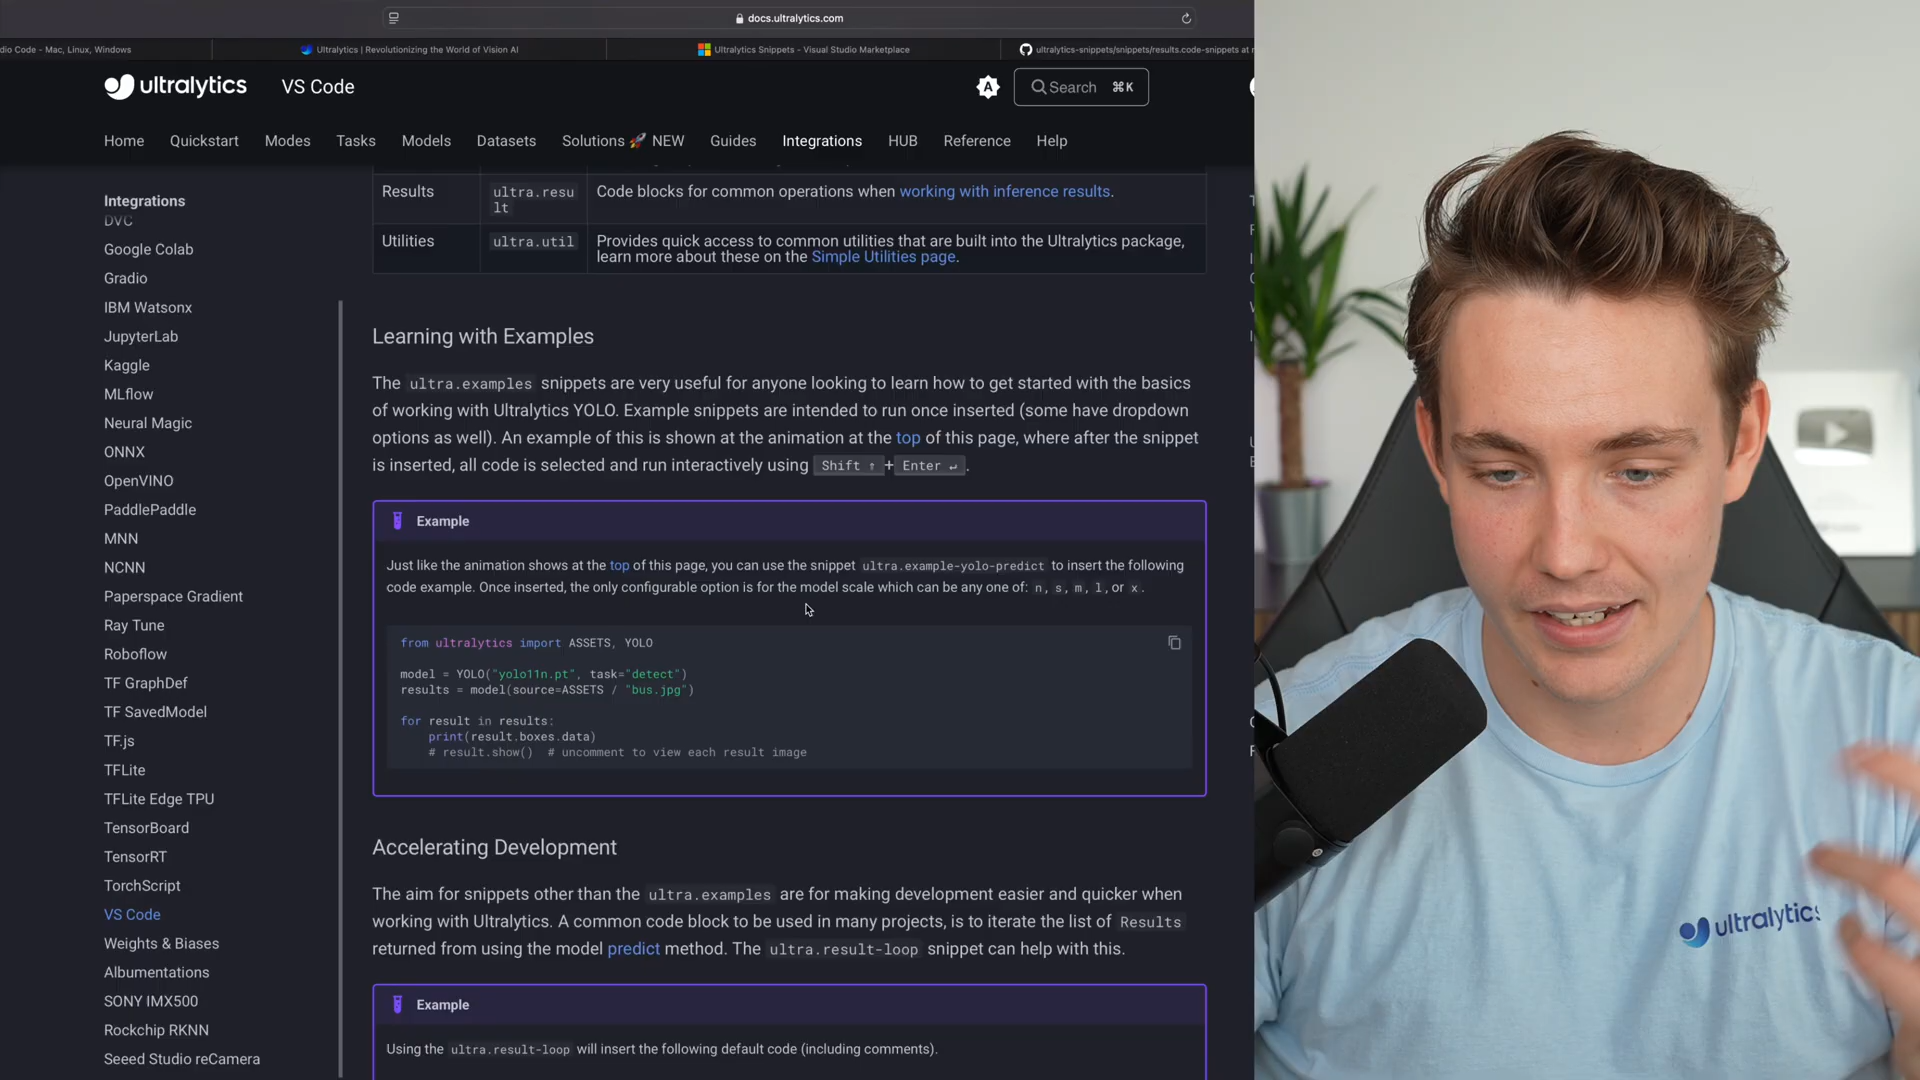 docs.ultralytics.com
dio Code - Mac, Linux, Windows
Ultralytics | Revolutionizing the World of Vision AI
Ultralytics Snippets - Visual Studio Marketplace
ultralytics-snippets/snippets/results.code-snippets at
ultralytics
VS Code
Search ⌘K
Home
Quickstart
Modes
Tasks
Models
Datasets
Solutions 🚀 NEW
Guides
Integrations
HUB
Reference
Help
Integrations
DVC
Google Colab
Gradio
IBM Watsonx
JupyterLab
Kaggle
MLflow
Neural Magic
ONNX
OpenVINO
PaddlePaddle
MNN
NCNN
Paperspace Gradient
Ray Tune
Roboflow
TF GraphDef
TF SavedModel
TF.js
TFLite
TFLite Edge TPU
TensorBoard
TensorRT
TorchScript
VS Code
Weights & Biases
Albumentations
SONY IMX500
Rockchip RKNN
Seeed Studio reCamera
Results
ultra.resu
lt
Code blocks for common operations when working with inference results.
Utilities
ultra.util
Provides quick access to common utilities that are built into the Ultralytics package,
learn more about these on the Simple Utilities page.
Learning with Examples
The ultra.examples snippets are very useful for anyone looking to learn how to get started with the basics
of working with Ultralytics YOLO. Example snippets are intended to run once inserted (some have dropdown
options as well). An example of this is shown at the animation at the top of this page, where after the snippet
is inserted, all code is selected and run interactively using Shift ⇑ + Enter ↵.
Example
Just like the animation shows at the top of this page, you can use the snippet ultra.example-yolo-predict to insert the following
code example. Once inserted, the only configurable option is for the model scale which can be any one of: n, s, m, l, or x.
from ultralytics import ASSETS, YOLO
model = YOLO("yolo11n.pt", task="detect")
results = model(source=ASSETS / "bus.jpg")
for result in results:
print(result.boxes.data)
# result.show() # uncomment to view each result image
Accelerating Development
The aim for snippets other than the ultra.examples are for making development easier and quicker when
working with Ultralytics. A common code block to be used in many projects, is to iterate the list of Results
returned from using the model predict method. The ultra.result-loop snippet can help with this.
Example
Using the ultra.result-loop will insert the following default code (including comments).
ultralytics